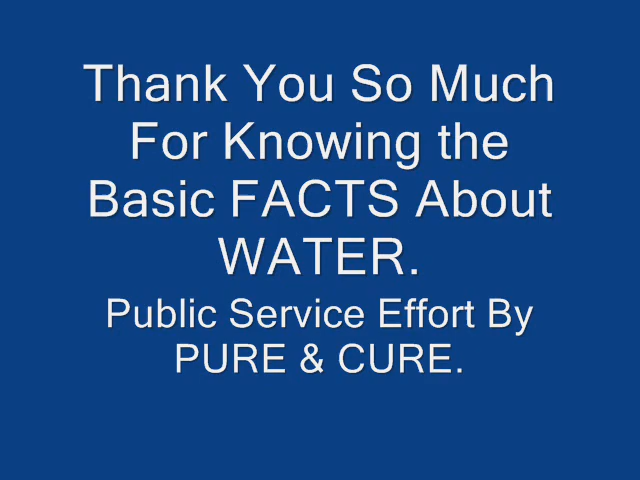 Thank You So Much
For Knowing the
Basic FACTS About
WATER.
Public Service Effort By
PURE & CURE.